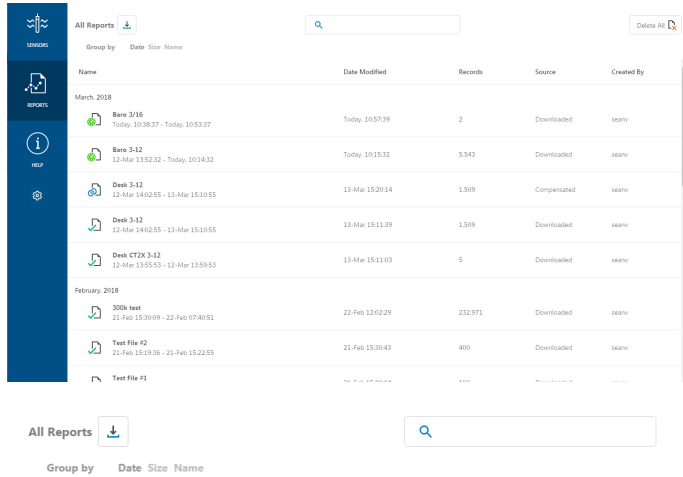 All Reports
Delete All
SENSORS
Group by Date Size Name
Name Date Modified Records Source Created By
March, 2018
REPORTS
Baro 3/16
Today, 10:38:37 - Today, 10:53:37 Today, 10:57:39 2 Downloaded seanv
Baro 3-12
12-Mar 13:52:32 - Today, 10:14:32 Today, 10:15:32 5,543 Downloaded seanv
HELP
Desk 3-12
12-Mar 14:02:55 - 13-Mar 15:10:55 13-Mar 15:20:14 1,509 Compensated seanv
Desk 3-12
12-Mar 14:02:55 - 13-Mar 15:10:55 13-Mar 15:11:39 1,509 Downloaded seanv
Desk CT2X 3-12
12-Mar 13:55:53 - 12-Mar 13:59:53 13-Mar 15:11:03 5 Downloaded seanv
February, 2018
300k test
21-Feb 15:30:09 - 22-Feb 07:40:51 22-Feb 12:02:29 232,971 Downloaded seanv
Test File #2
21-Feb 15:19:36 - 21-Feb 15:22:55 21-Feb 15:30:43 400 Downloaded seanv
Test File #1
All Reports
Group by Date Size Name